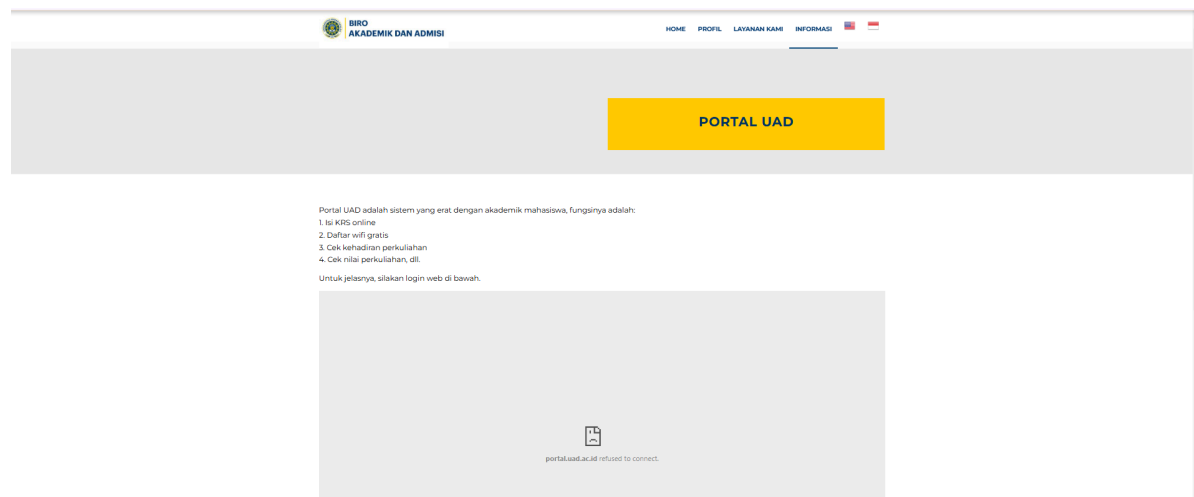 BIRO
AKADEMIK DAN ADMISI
HOME PROFIL LAYANAN KAMI INFORMASI
PORTAL UAD
Portal UAD adalah sistem yang erat dengan akademik mahasiswa, fungsinya adalah:
1. Isi KRS online
2. Daftar wifi gratis
3. Cek kehadiran perkuliahan
4. Cek nilai perkuliahan, dll.
Untuk jelasnya, silakan login web di bawah.
portal.uad.ac.id refused to connect.